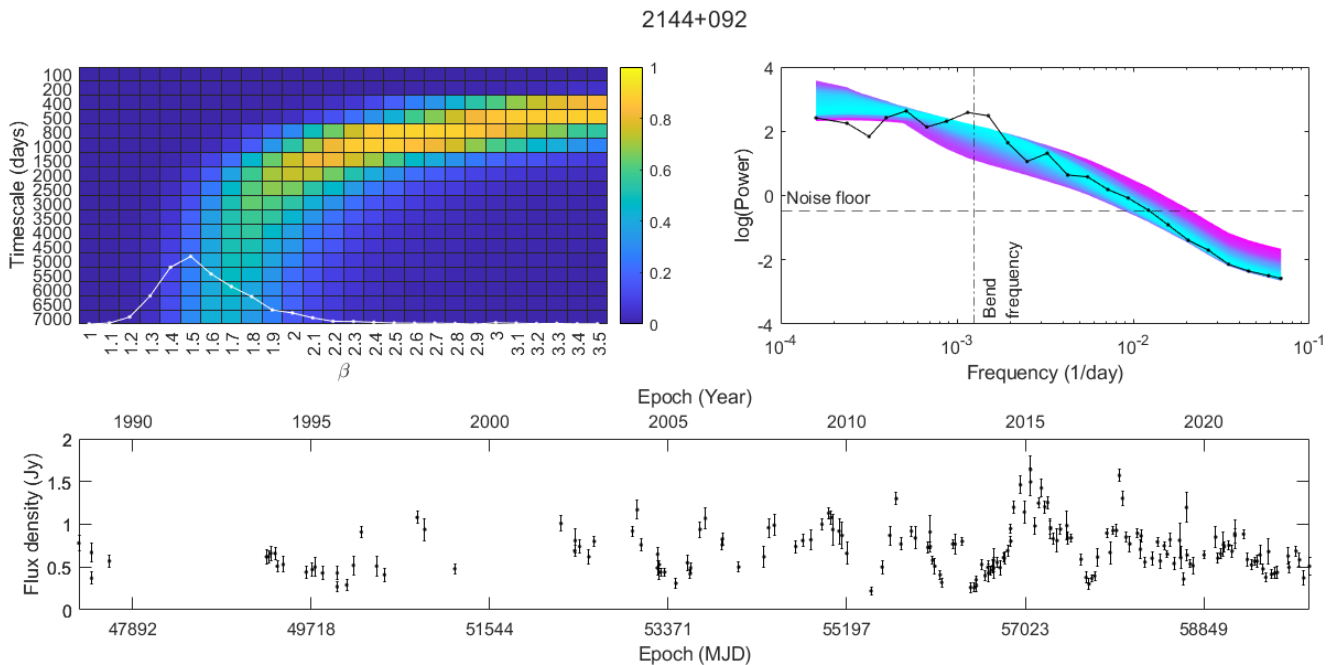 2144+092
Timescale (days)
100
200
400
500
800
1000
1500
2000
2500
3000
3500
4000
4500
5000
5500
6000
6500
7000
1 1.1 1.2 1.3 1.4 1.5 1.6 1.7 1.8 1.9 2 2.1 2.2 2.3 2.4 2.5 2.6 2.7 2.8 2.9 3 3.1 3.2 3.3 3.4 3.5
β
1
0.8
0.6
0.4
0.2
0
log(Power)
4
2
0
-2
-4
Noise floor
Bend
frequency
10-4 10-3 10-2 10-1
Frequency (1/day)
Epoch (Year)
1990 1995 2000 2005 2010 2015 2020
Flux density (Jy)
2
1.5
1
0.5
0
47892 49718 51544 53371 55197 57023 58849
Epoch (MJD)